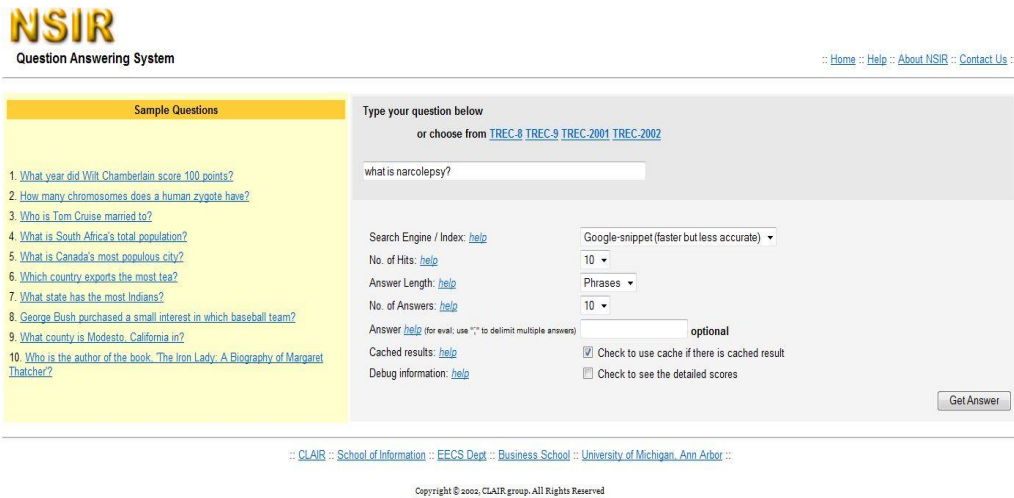 NSIR
Question Answering System
:: Home :: Help :: About NSIR :: Contact Us :
Sample Questions
1. What year did Wilt Chamberlain score 100 points?
2. How many chromosomes does a human zygote have?
3. Who is Tom Cruise married to?
4. What is South Africa's total population?
5. What is Canada's most populous city?
6. Which country exports the most tea?
7. What state has the most Indians?
8. George Bush purchased a small interest in which baseball team?
9. What county is Modesto, California in?
10. Who is the author of the book, 'The Iron Lady: A Biography of Margaret
Thatcher'?
Type your question below
or choose from TREC-8 TREC-9 TREC-2001 TREC-2002
what is narcolepsy?
Search Engine / Index: help Google-snippet (faster but less accurate)
No. of Hits: help 10
Answer Length: help Phrases
No. of Answers: help 10
Answer help (for eval; use ";" to delimit multiple answers) optional
Cached results: help Check to use cache if there is cached result
Debug information: help Check to see the detailed scores
Get Answer
:: CLAIR :: School of Information :: EECS Dept :: Business School :: University of Michigan, Ann Arbor ::
Copyright © 2002, CLAIR group. All Rights Reserved